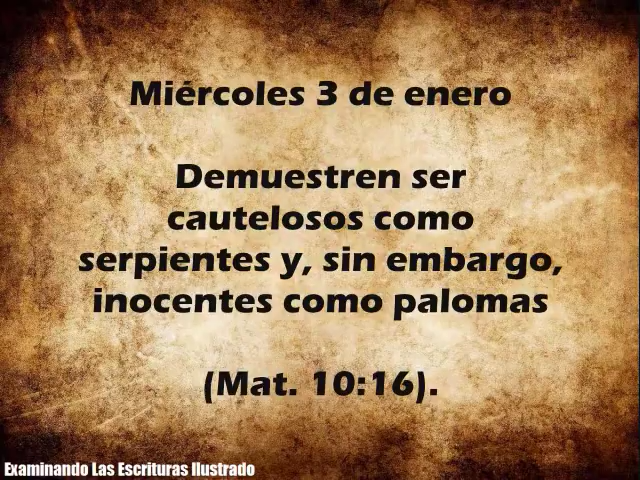 Miércoles 3 de enero
Demuestren ser
cautelosos como
serpientes y, sin embargo,
inocentes como palomas
(Mat. 10:16).
Examinando Las Escrituras Ilustrado